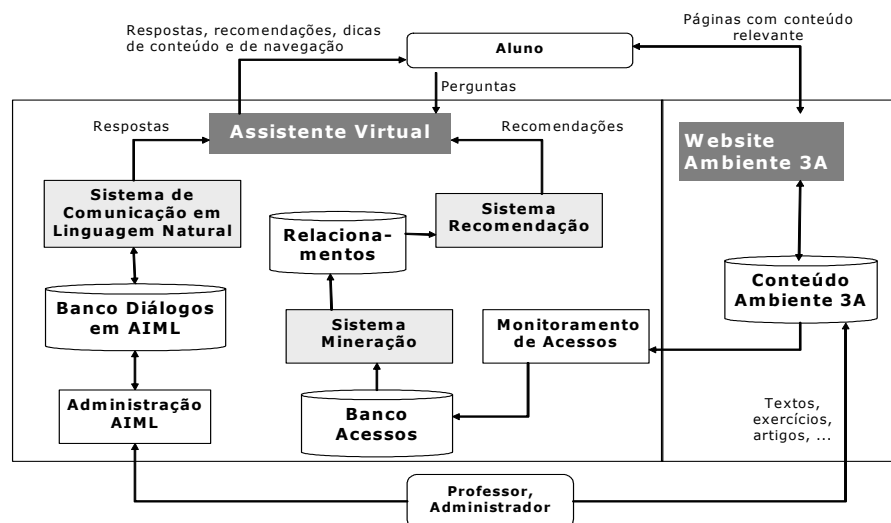 Respostas, recomendações, dicas
de conteúdo e de navegação
Aluno
Páginas com conteúdo
relevante
Perguntas
Respostas
Assistente Virtual
Recomendações
Website
Ambiente 3A
Sistema de
Comunicação em
Linguagem Natural
Relaciona-
mentos
Sistema
Recomendação
Conteúdo
Ambiente 3A
Banco Diálogos
em AIML
Sistema
Mineração
Monitoramento
de Acessos
Administração
AIML
Banco
Acessos
Textos,
exercícios,
artigos, ...
Professor,
Administrador